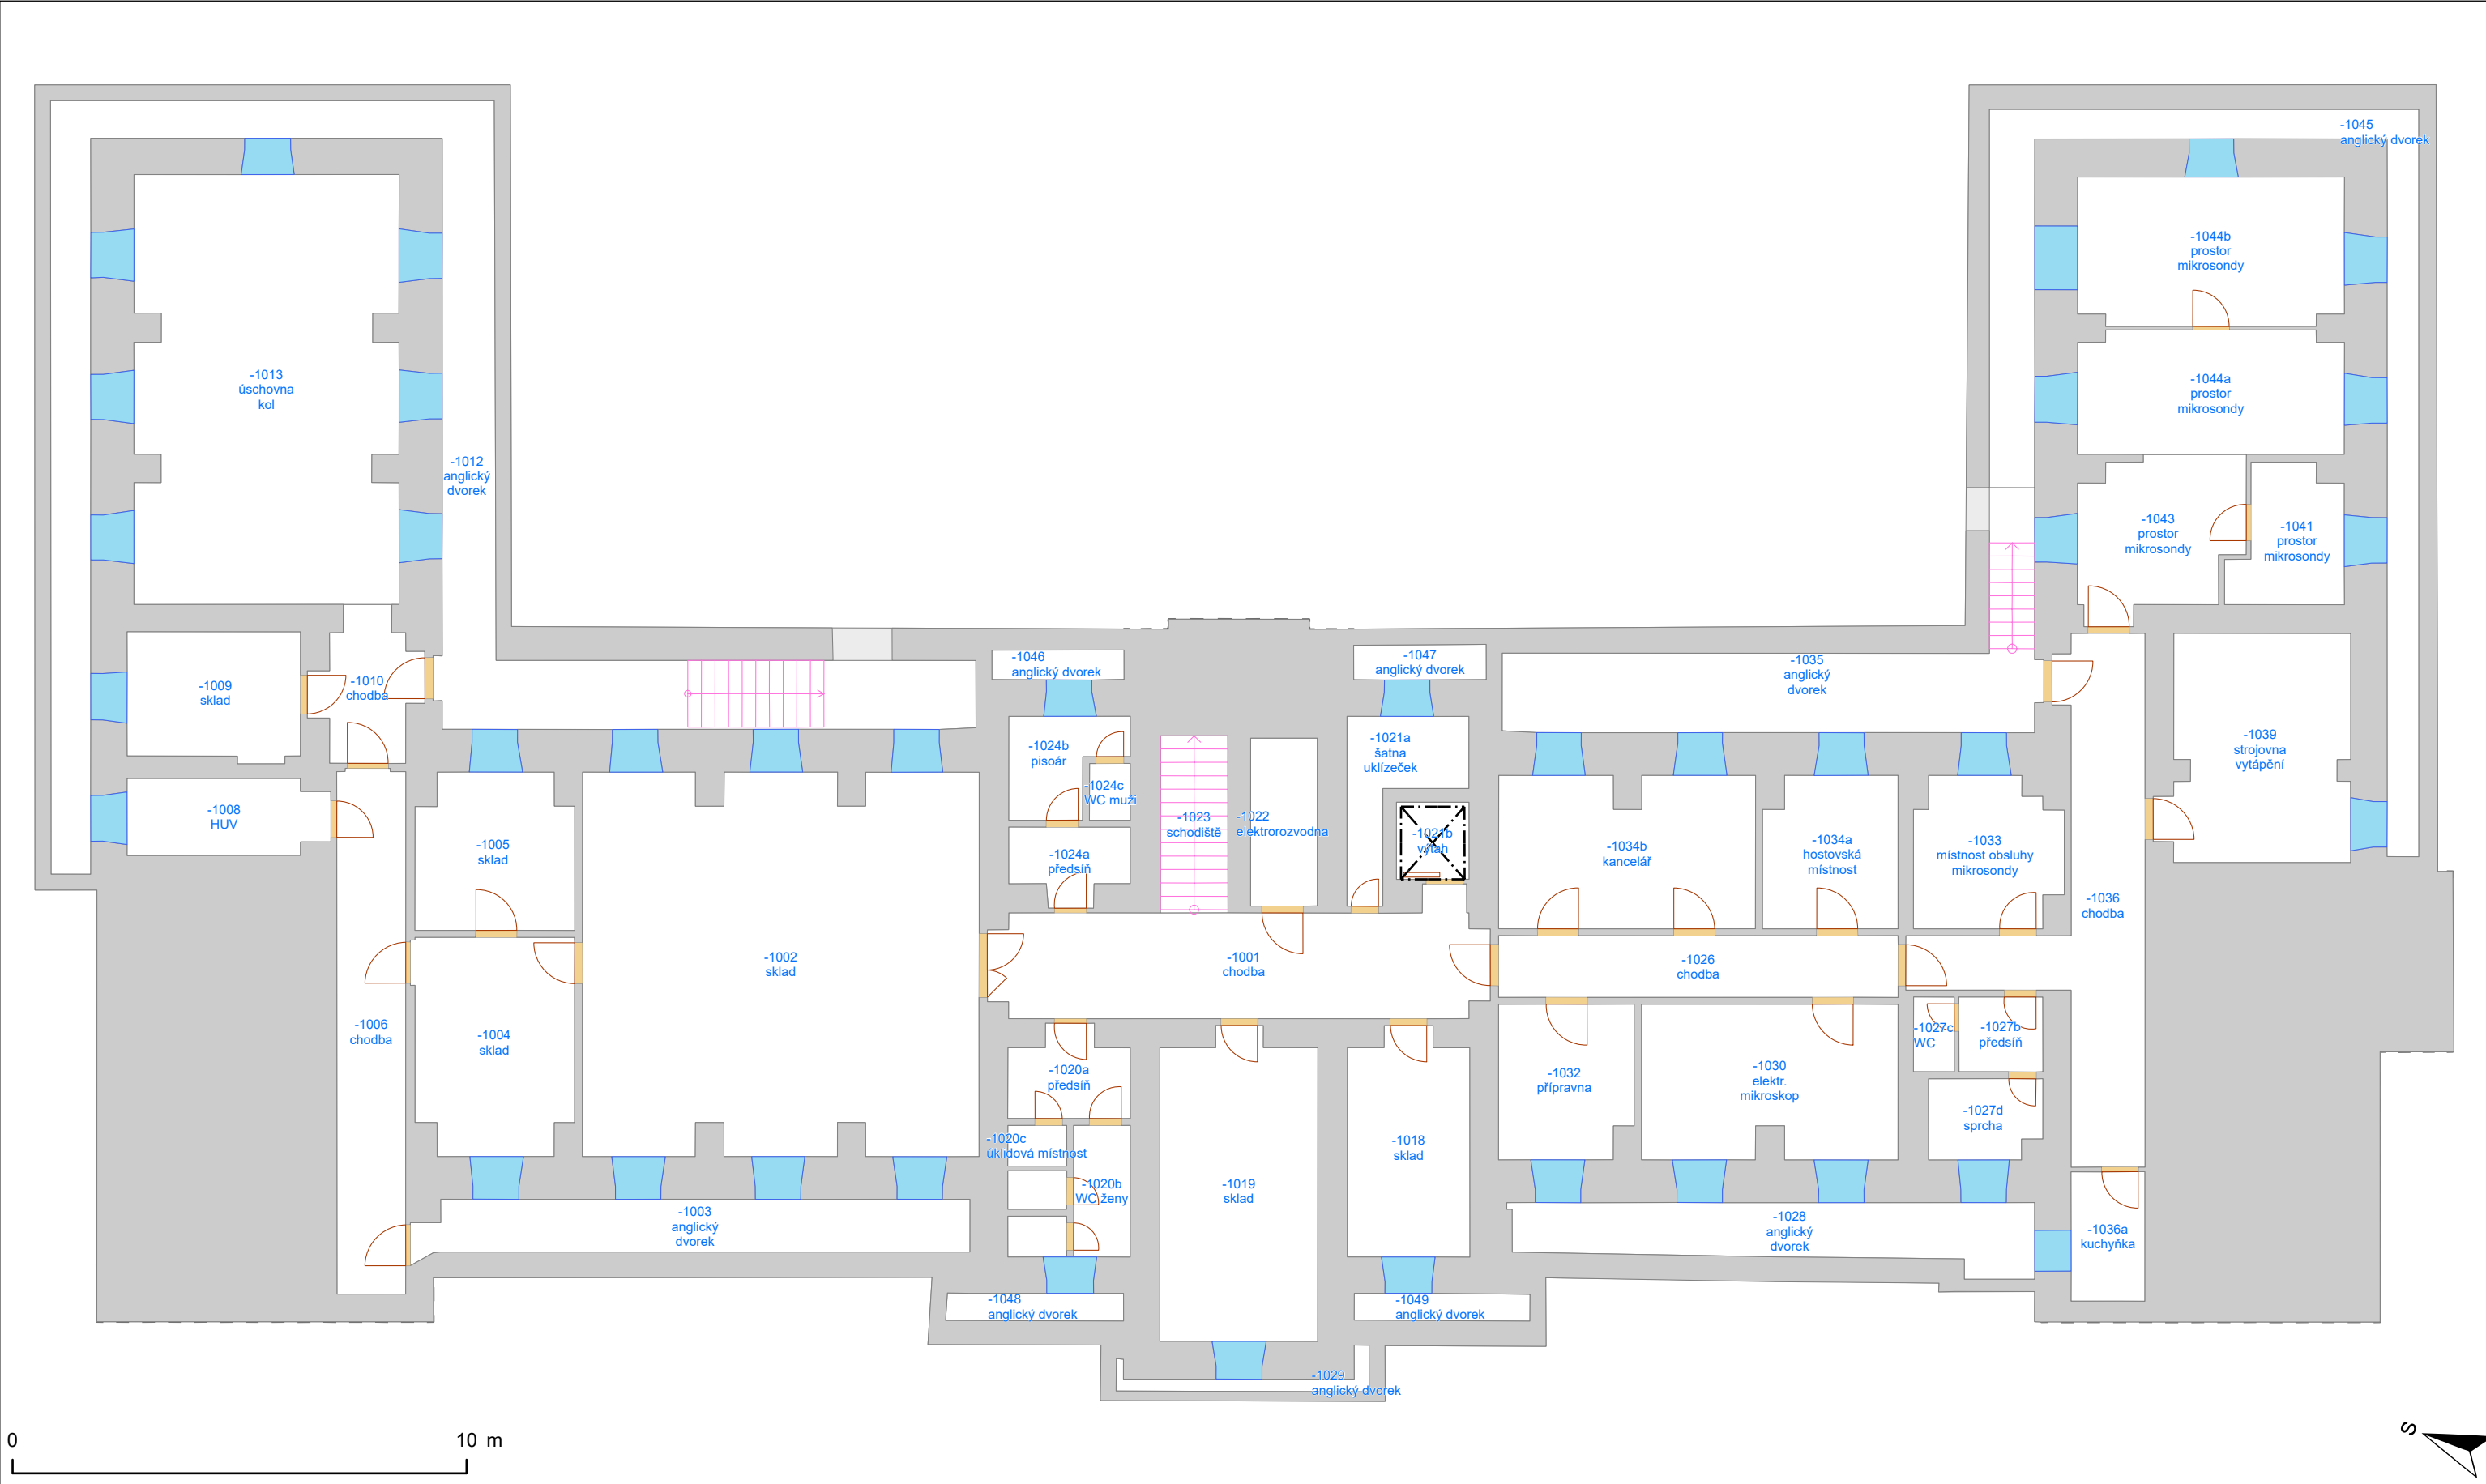 -1045
anglický dvorek
-1044b
prostor
mikrosondy
-1013
úschovna
kol
-1044a
prostor
mikrosondy
-1012
anglický
dvorek
-1043
prostor
mikrosondy
-1041
prostor
mikrosondy
-1046
anglický dvorek
-1047
anglický dvorek
-1035
anglický
dvorek
-1009
sklad
-1010
chodba
-1024b
pisoár
-1021a
šatna
uklízeček
-1039
strojovna
vytápění
-1024c
WC muži
-1008
HUV
-1023
schodiště
-1022
elektrorozvodna
-1021b
výtah
-1005
sklad
-1024a
předsíň
-1034b
kancelář
-1034a
hostovská
místnost
-1033
místnost obsluhy
mikrosondy
-1036
chodba
-1002
sklad
-1001
chodba
-1026
chodba
-1006
chodba
-1004
sklad
-1020a
předsíň
-1032
přípravna
-1030
elektr.
mikroskop
-1027c
WC
-1027b
předsíň
-1027d
sprcha
-1020c
úklidová místnost
-1018
sklad
-1020b
WC ženy
-1019
sklad
-1003
anglický
dvorek
-1028
anglický
dvorek
-1036a
kuchyňka
-1048
anglický dvorek
-1049
anglický dvorek
-1029
anglický dvorek
0 10 m
S